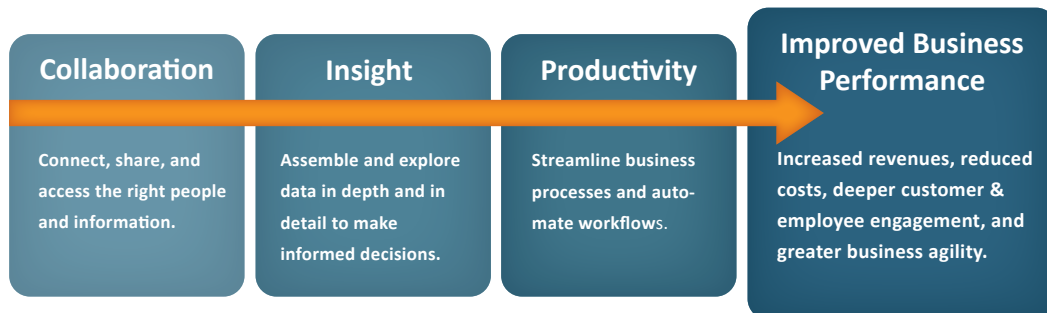 Collaboration
Connect, share, and
access the right people
and information.
Insight
Assemble and explore
data in depth and in
detail to make
informed decisions.
Productivity
Streamline business
processes and auto-
mate workflows.
Improved Business
Performance
Increased revenues, reduced
costs, deeper customer &
employee engagement, and
greater business agility.